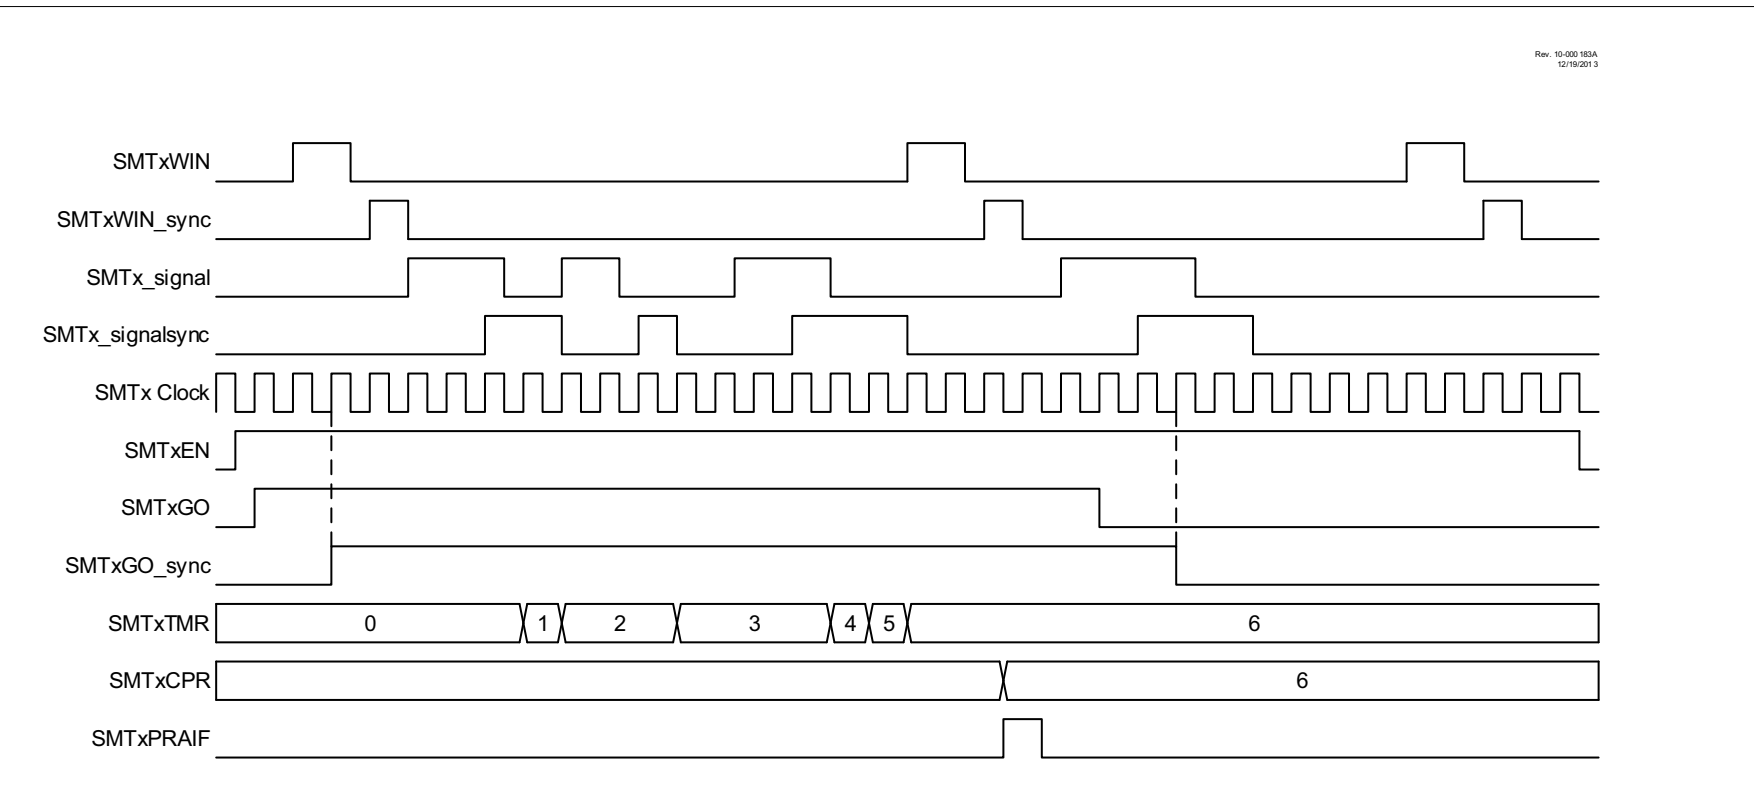 Rev. 10-000 183A
12/19/201 3
SMTxWIN
SMTxWIN_sync
SMTx_signal
SMTx_signalsync
SMTx Clock
SMTxEN
SMTxGO
SMTxGO_sync
SMTxTMR 0 1 2 3 4 5 6
SMTxCPR 6
SMTxPRAIF